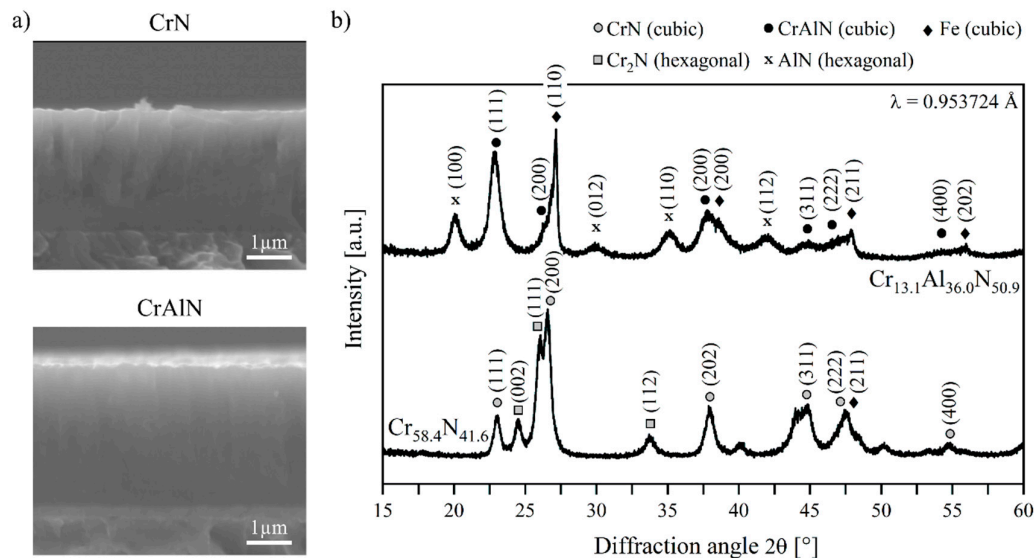 a)
CrN
1µm
CrAlN
1µm
b)
CrN (cubic)
CrAlN (cubic)
Fe (cubic)
Cr₂N (hexagonal)
x AlN (hexagonal)
λ = 0.953724 Å
Intensity [a.u.]
x (100)
(111)
(200)
(110)
x (012)
x (110)
(200)
(200)
x (112)
(311)
(222)
(211)
(400)
(202)
Cr₁₃.₁Al₃₆.₀N₅₀.₉
(111)
(002)
(111)
(200)
(112)
(202)
(311)
(222)
(211)
(400)
Cr₅₈.₄N₄₁.₆
15 20 25 30 35 40 45 50 55 60
Diffraction angle 2θ [°]